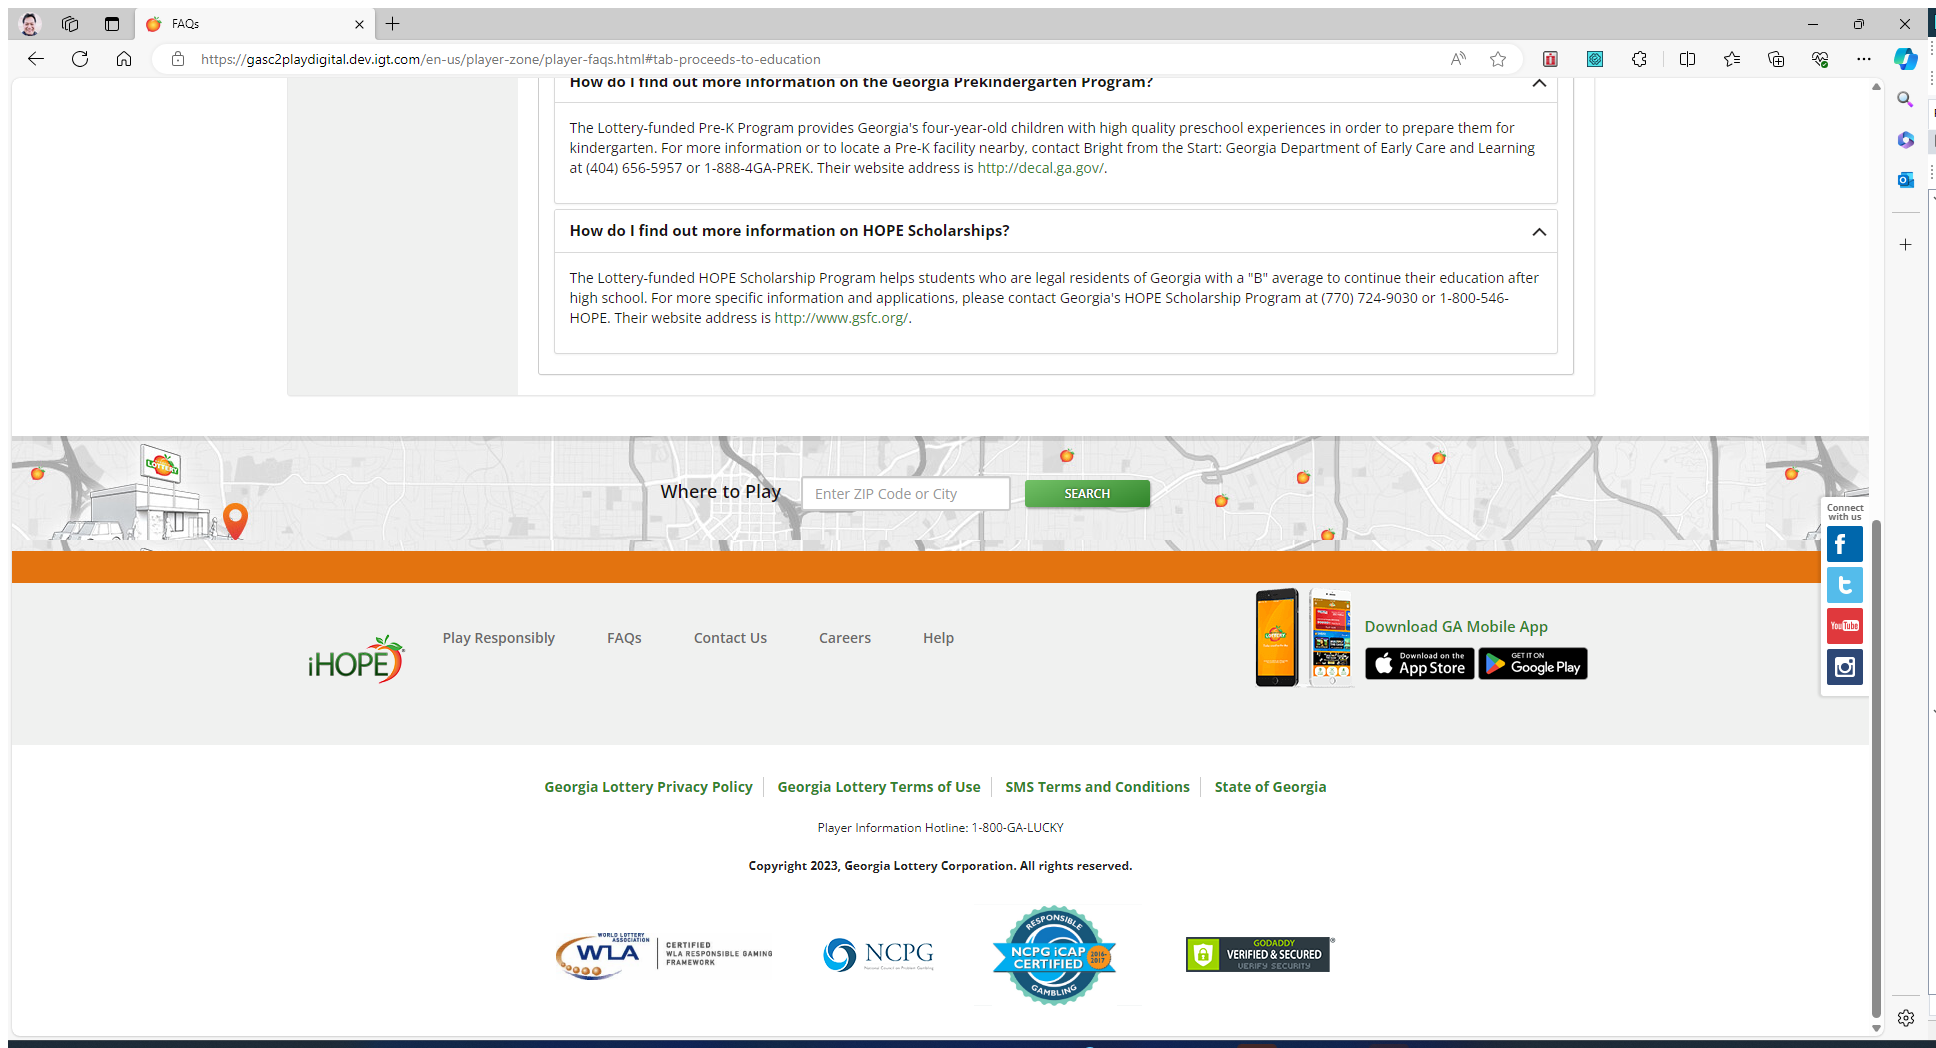 FAQs
https://gasc2playdigital.dev.igt.com/en-us/player-zone/player-faqs.html#tab-proceeds-to-education
How do I find out more information on the Georgia Prekindergarten Program?
The Lottery-funded Pre-K Program provides Georgia's four-year-old children with high quality preschool experiences in order to prepare them for
kindergarten. For more information or to locate a Pre-K facility nearby, contact Bright from the Start: Georgia Department of Early Care and Learning
at (404) 656-5957 or 1-888-4GA-PREK. Their website address is http://decal.ga.gov/.
How do I find out more information on HOPE Scholarships?
The Lottery-funded HOPE Scholarship Program helps students who are legal residents of Georgia with a "B" average to continue their education after
high school. For more specific information and applications, please contact Georgia's HOPE Scholarship Program at (770) 724-9030 or 1-800-546-
HOPE. Their website address is http://www.gsfc.org/.
LOTTERY
Where to Play
Enter ZIP Code or City
SEARCH
Connect
with us
You Tube
iHOPE
Play Responsibly
FAQs
Contact Us
Careers
Help
LOTTERY
Download GA Mobile App
Download on the
App Store
GET IT ON
Google Play
Georgia Lottery Privacy Policy
Georgia Lottery Terms of Use
SMS Terms and Conditions
State of Georgia
Player Information Hotline: 1-800-GA-LUCKY
Copyright 2023, Georgia Lottery Corporation. All rights reserved.
WORLD LOTTERY
ASSOCIATION
WLA
CERTIFIED
WLA RESPONSIBLE GAMING
FRAMEWORK
NCPG
National Council on Problem Gambling
RESPONSIBLE
NCPG iCAP
CERTIFIED
2016-
2017
GAMBLING
GODADDY
VERIFIED & SECURED
VERIFY SECURITY